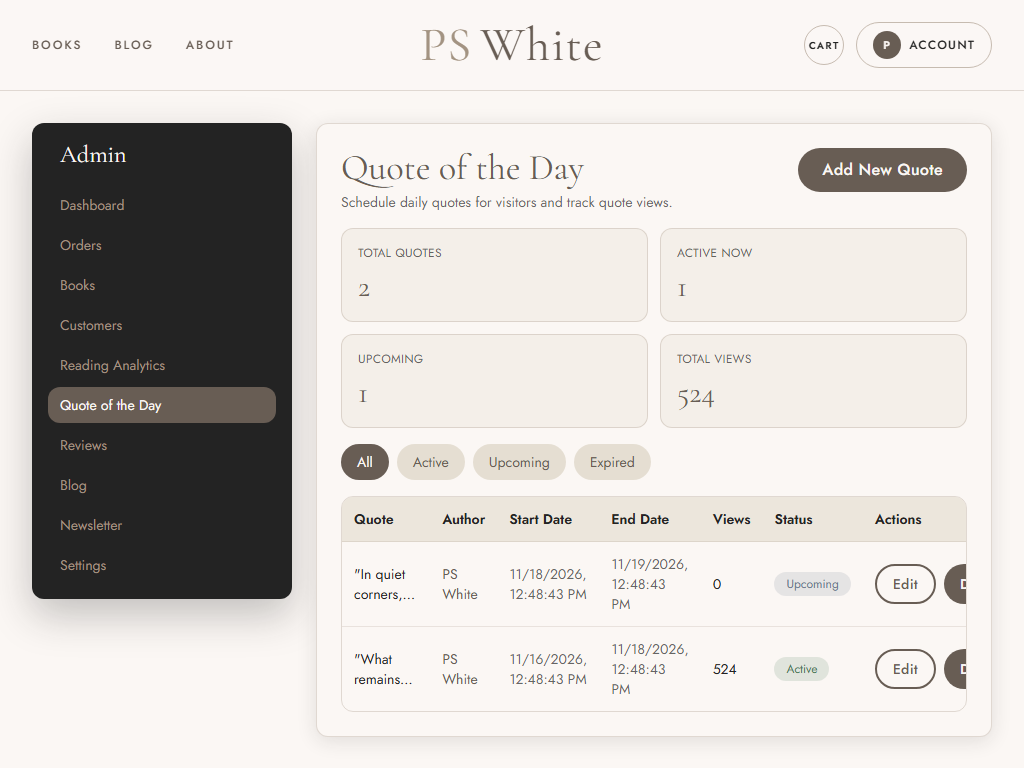 BOOKS BLOG ABOUT
PS White
CART
P ACCOUNT
Admin
Dashboard
Orders
Books
Customers
Reading Analytics
Quote of the Day
Reviews
Blog
Newsletter
Settings
Quote of the Day
Add New Quote
Schedule daily quotes for visitors and track quote views.
TOTAL QUOTES
2
ACTIVE NOW
1
UPCOMING
1
TOTAL VIEWS
524
All Active Upcoming Expired
Quote Author Start Date End Date Views Status Actions
"In quiet
corners,...
PS
White
11/18/2026,
12:48:43 PM
11/19/2026,
12:48:43
PM
0
Upcoming
Edit
"What
remains...
PS
White
11/16/2026,
12:48:43 PM
11/18/2026,
12:48:43
PM
524
Active
Edit